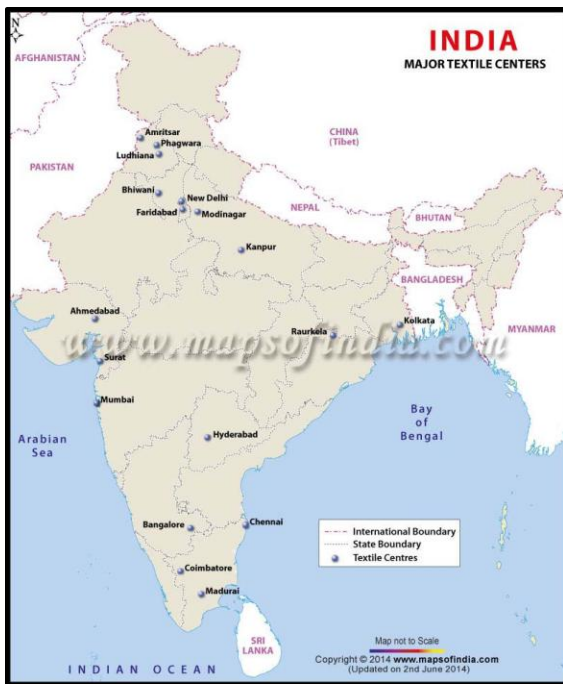 N
INDIA
MAJOR TEXTILE CENTERS
AFGHANISTAN
CHINA
(Tibet)
PAKISTAN
Amritsar
Phagwara
Ludhiana
Bhiwani
New Delhi
Faridabad
Modinagar
NEPAL
BHUTAN
Kanpur
BANGLADESH
Ahmedabad
Raurkela
Kolkata
MYANMAR
www.mapsofindia.com
Surat
Mumbai
Hyderabad
Arabian
Sea
Bay
of
Bengal
Bangalore
Chennai
International Boundary
State Boundary
Textile Centres
Coimbatore
Madurai
SRI
LANKA
Map not to Scale
Copyright © 2014 www.mapsofindia.com
(Updated on 2nd June 2014)
INDIAN OCEAN